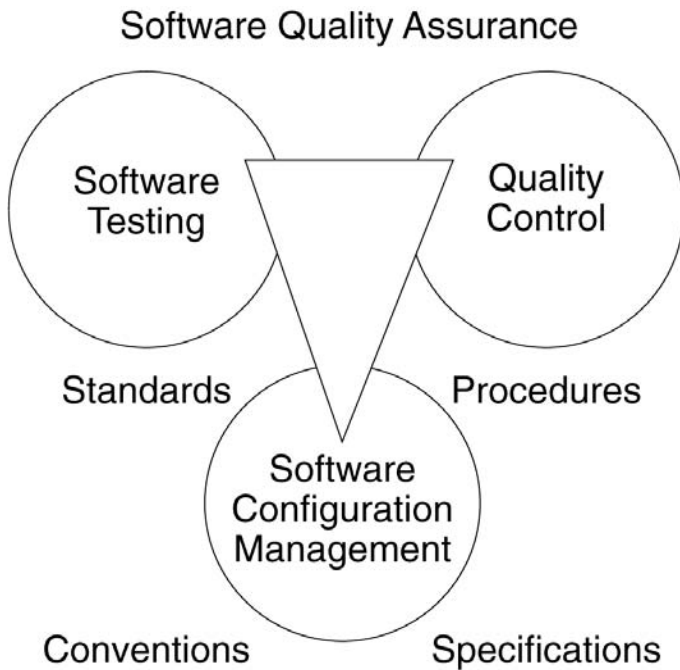 Software Quality Assurance
Software
Testing
Quality
Control
Standards
Procedures
Software
Configuration
Management
Conventions
Specifications